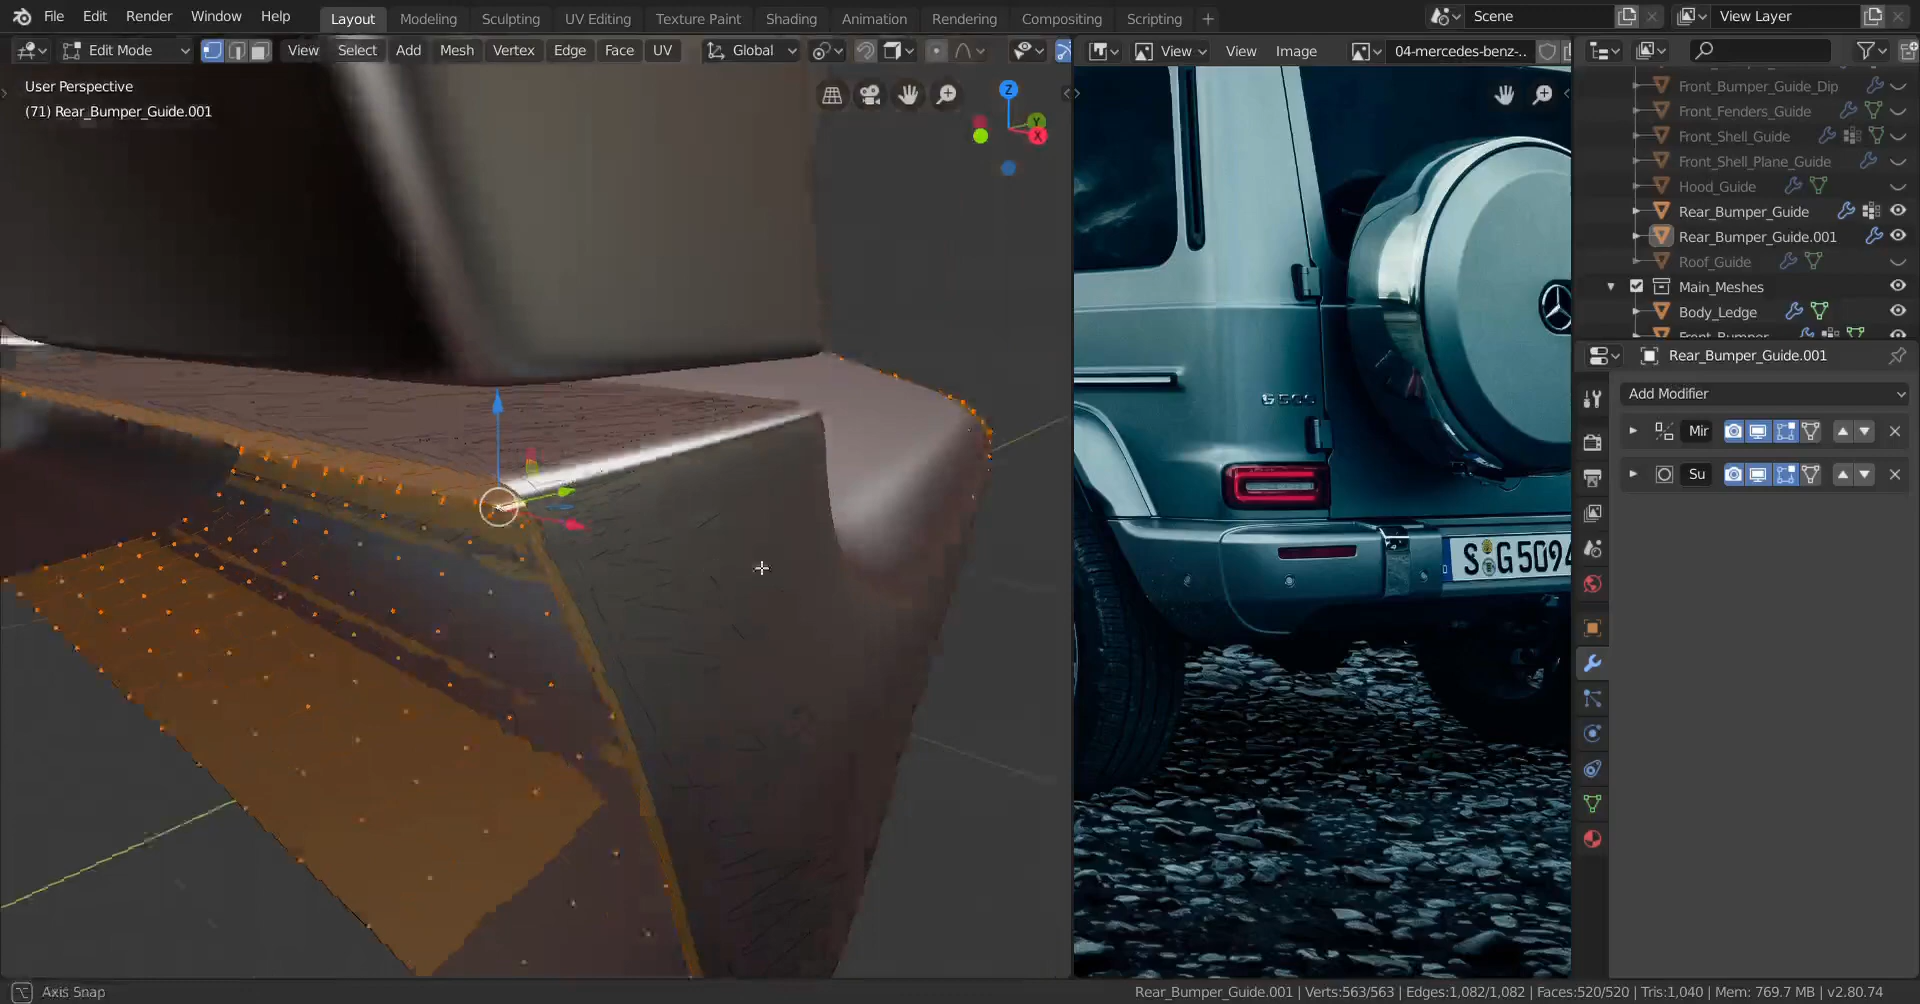 File Edit Render Window Help Layout Modeling Sculpting UV Editing Texture Paint Shading Animation Rendering Compositing Scripting + Scene View Layer
Edit Mode View Select Add Mesh Vertex Edge Face UV Global View View Image 04-mercedes-benz-..
User Perspective
(71) Rear_Bumper_Guide.001
Z
Y
X
Front_Bumper_Guide_Dip
Front_Fenders_Guide
Front_Shell_Guide
Front_Shell_Plane_Guide
Hood_Guide
Rear_Bumper_Guide
Rear_Bumper_Guide.001
Roof_Guide
Main_Meshes
Body_Ledge
Front_Bumper
Rear_Bumper_Guide.001
Add Modifier
Mir
Su
G 500
S G 509
Axis Snap
Rear_Bumper_Guide.001 | Verts:563/563 | Edges:1,082/1,082 | Faces:520/520 | Tris:1,040 | Mem: 769.7 MB | v2.80.74